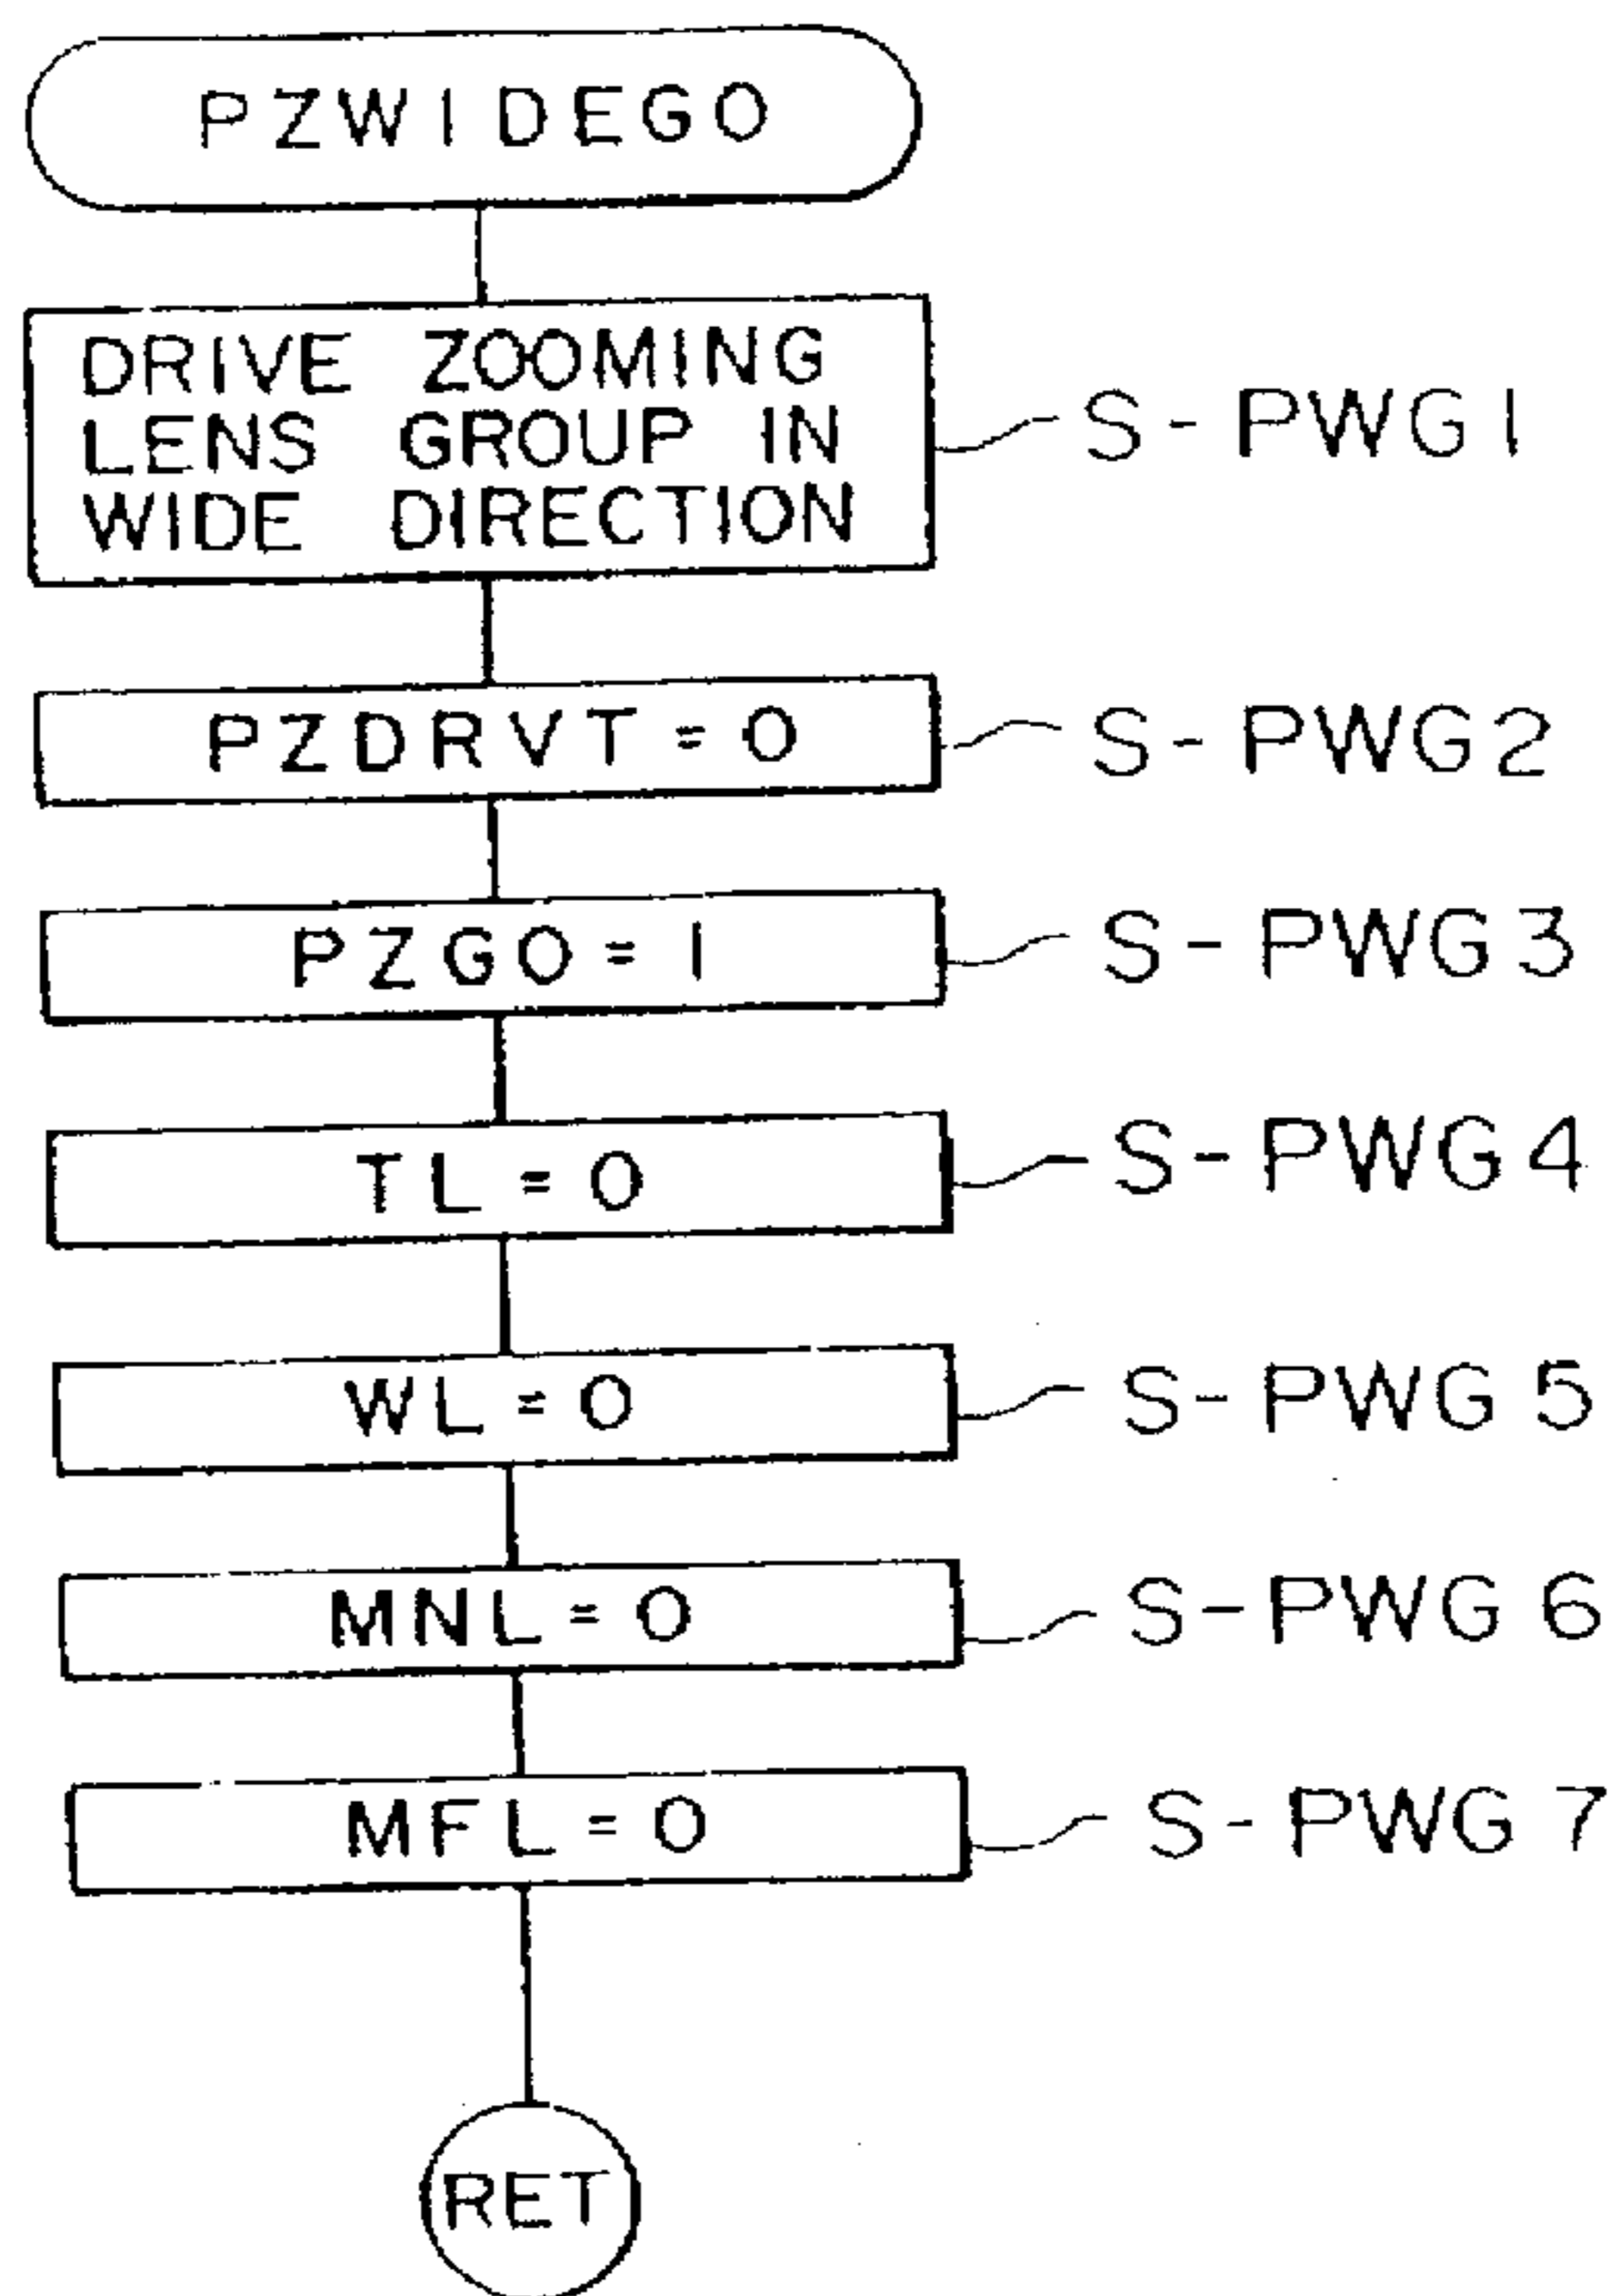 PZWIDEGO
DRIVE ZOOMING
LENS GROUP IN
WIDE DIRECTION
S-PWG1
PZDRVT=0
S-PWG2
PZGO=1
S-PWG3
TL=0
S-PWG4
WL=0
S-PWG5
MNL=0
S-PWG6
MFL=0
S-PWG7
RET